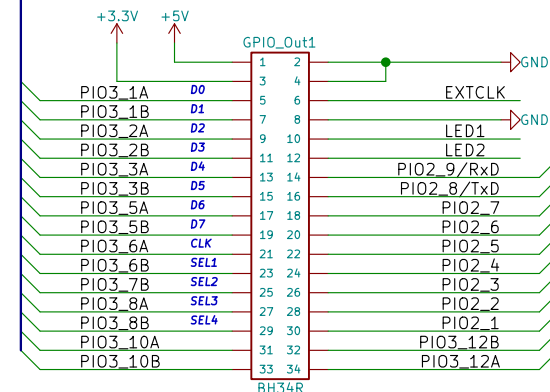 +3.3V +5V
GPIO_Out1
1 2 GND
3 4
PIO3_1A D0 5 6 EXTCLK
PIO3_1B D1 7 8 GND
PIO3_2A D2 9 10 LED1
PIO3_2B D3 11 12 LED2
PIO3_3A D4 13 14 PIO2_9/RxD
PIO3_3B D5 15 16 PIO2_8/TxD
PIO3_5A D6 17 18 PIO2_7
PIO3_5B D7 19 20 PIO2_6
PIO3_6A CLK 21 22 PIO2_5
PIO3_6B SEL1 23 24 PIO2_4
PIO3_7B SEL2 25 26 PIO2_3
PIO3_8A SEL3 27 28 PIO2_2
PIO3_8B SEL4 29 30 PIO2_1
PIO3_10A 31 32 PIO3_12B
PIO3_10B 33 34 PIO3_12A
BH34R